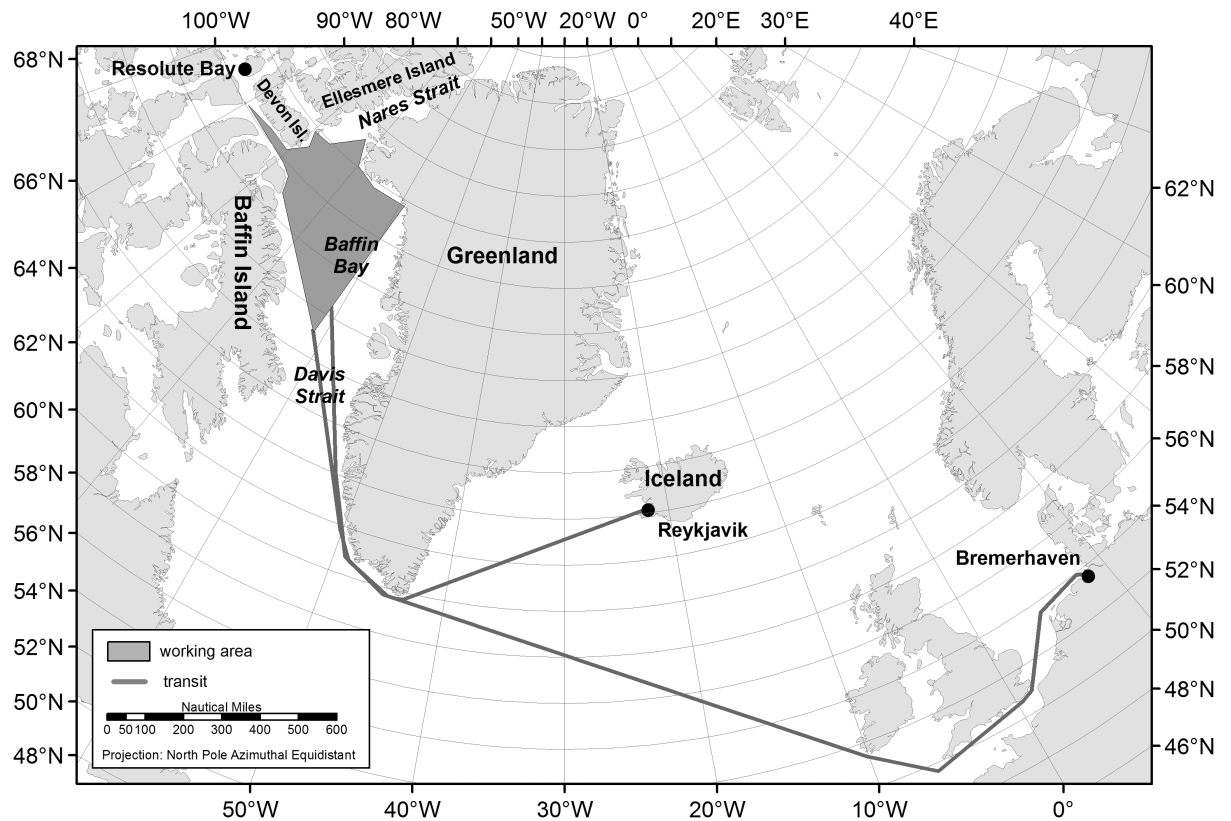 100°W 90°W 80°W 50°W 20°W 0° 20°E 30°E 40°E
68°N
66°N
64°N
62°N
60°N
58°N
56°N
54°N
52°N
50°N
48°N
Resolute Bay
Devon Isl.
Ellesmere Island
Nares Strait
Baffin Island
Baffin
Bay
Greenland
Davis
Strait
Iceland
Reykjavik
Bremerhaven
62°N
60°N
58°N
56°N
54°N
52°N
50°N
48°N
46°N
working area
transit
Nautical Miles
0 50 100 200 300 400 500 600
Projection: North Pole Azimuthal Equidistant
50°W 40°W 30°W 20°W 10°W 0°